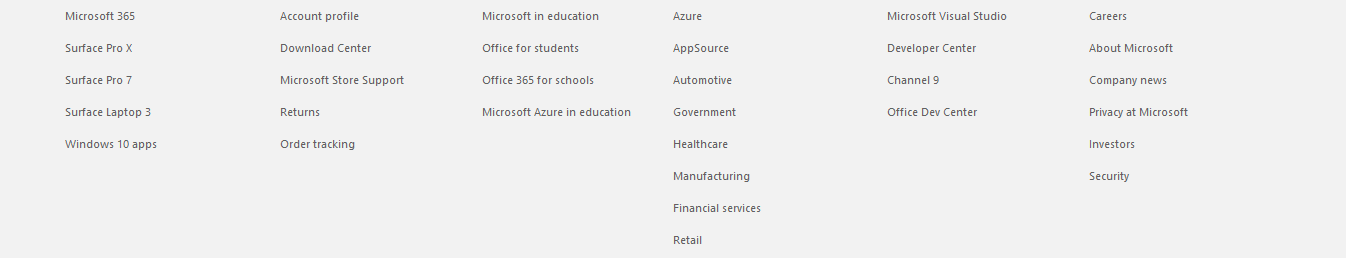 Microsoft 365
Surface Pro X
Surface Pro 7
Surface Laptop 3
Windows 10 apps
Account profile
Download Center
Microsoft Store Support
Returns
Order tracking
Microsoft in education
Office for students
Office 365 for schools
Microsoft Azure in education
Azure
AppSource
Automotive
Government
Healthcare
Manufacturing
Financial services
Retail
Microsoft Visual Studio
Developer Center
Channel 9
Office Dev Center
Careers
About Microsoft
Company news
Privacy at Microsoft
Investors
Security